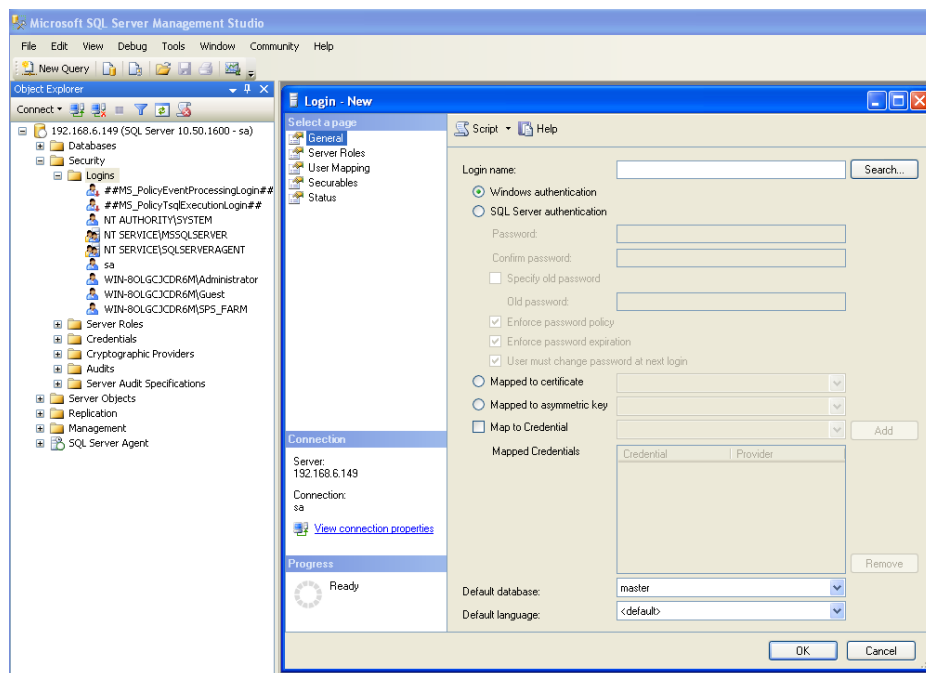 Microsoft SQL Server Management Studio
File Edit View Debug Tools Window Community Help
New Query
Object Explorer
Connect
192.168.6.149 (SQL Server 10.50.1600 - sa)
Databases
Security
Logins
##MS_PolicyEventProcessingLogin##
##MS_PolicyTsqlExecutionLogin##
NT AUTHORITY\SYSTEM
NT SERVICE\MSSQLSERVER
NT SERVICE\SQLSERVERAGENT
sa
WIN-8OLGCJCDR6M\Administrator
WIN-8OLGCJCDR6M\Guest
WIN-8OLGCJCDR6M\SPS_FARM
Server Roles
Credentials
Cryptographic Providers
Audits
Server Audit Specifications
Server Objects
Replication
Management
SQL Server Agent
Login - New
Select a page
General
Server Roles
User Mapping
Securables
Status
Connection
Server:
192.168.6.149
Connection:
sa
View connection properties
Progress
Ready
Script Help
Login name: Search...
Windows authentication
SQL Server authentication
Password:
Confirm password:
Specify old password
Old password:
Enforce password policy
Enforce password expiration
User must change password at next login
Mapped to certificate
Mapped to asymmetric key
Map to Credential Add
Mapped Credentials Credential Provider
Remove
Default database: master
Default language: <default>
OK Cancel